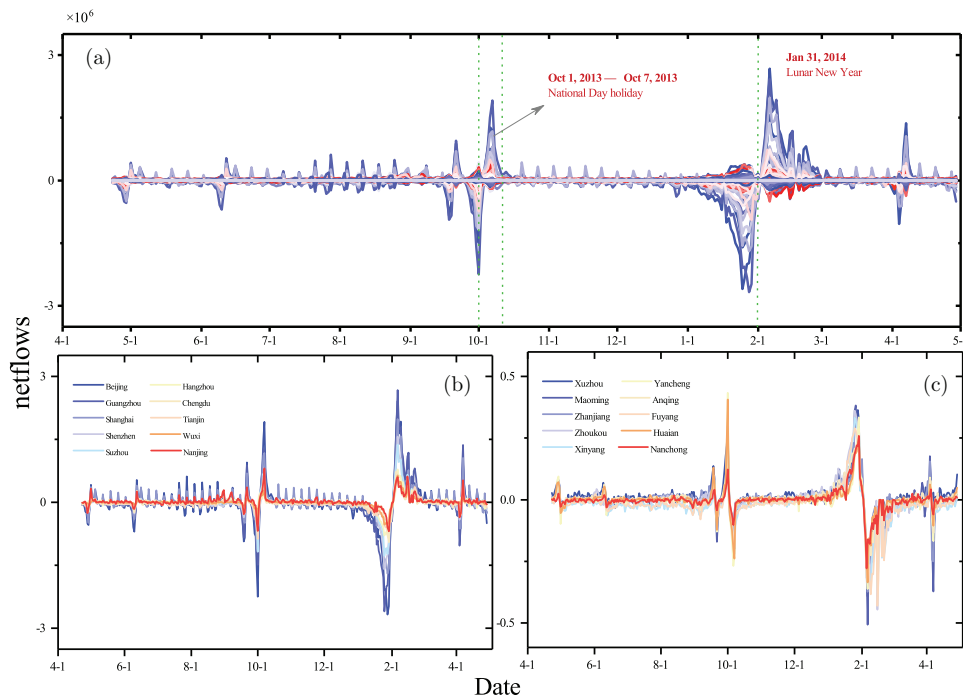 ×10⁶
3
0
-3
(a)
Oct 1, 2013 — Oct 7, 2013
National Day holiday
Jan 31, 2014
Lunar New Year
4-1 5-1 6-1 7-1 8-1 9-1 10-1 11-1 12-1 1-1 2-1 3-1 4-1 5-
netflows
3
0
-3
(b)
Beijing Hangzhou
Guangzhou Chengdu
Shanghai Tianjin
Shenzhen Wuxi
Suzhou Nanjing
4-1 6-1 8-1 10-1 12-1 2-1 4-1
0.5
0.0
-0.5
(c)
Xuzhou Yancheng
Maoming Anqing
Zhanjiang Fuyang
Zhoukou Huaian
Xinyang Nanchong
4-1 6-1 8-1 10-1 12-1 2-1 4-1
Date